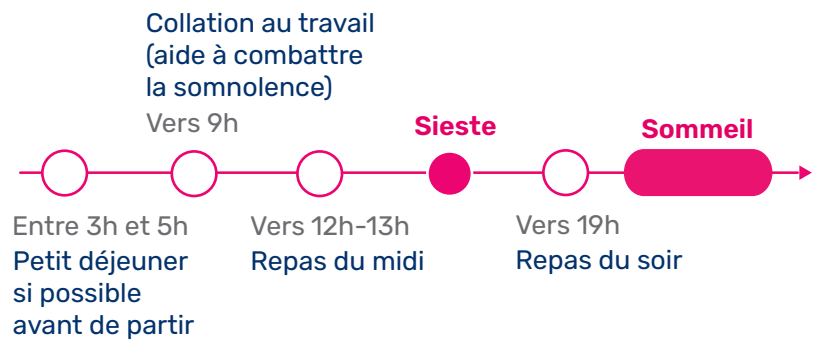 Collation au travail
(aide à combattre
la somnolence)
Vers 9h
Sieste
Sommeil
Entre 3h et 5h
Petit déjeuner
si possible
avant de partir
Vers 12h-13h
Repas du midi
Vers 19h
Repas du soir